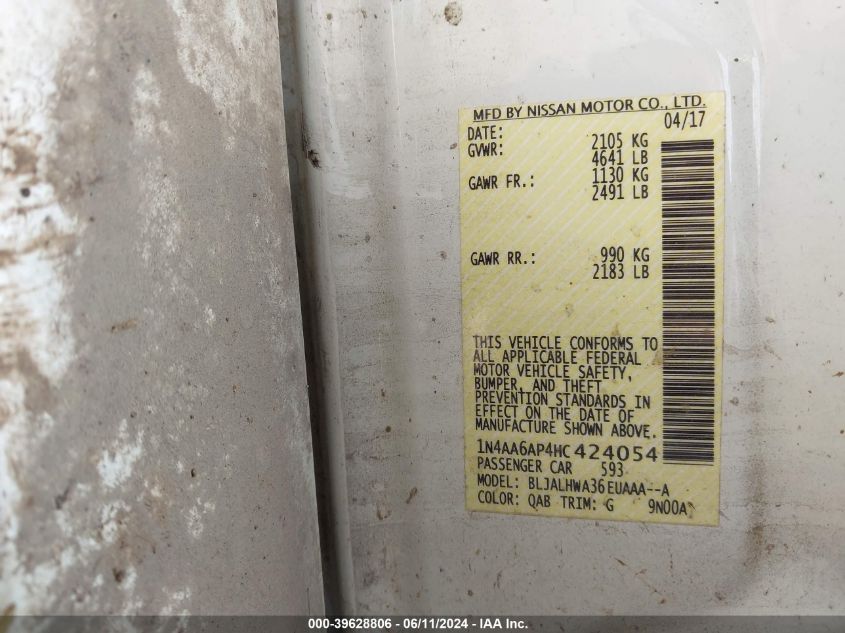 MFD BY NISSAN MOTOR CO., LTD.
DATE: 04/17
GVWR: 2105 KG
4641 LB
GAWR FR.: 1130 KG
2491 LB
GAWR RR.: 990 KG
2183 LB
THIS VEHICLE CONFORMS TO
ALL APPLICABLE FEDERAL
MOTOR VEHICLE SAFETY,
BUMPER, AND THEFT
PREVENTION STANDARDS IN
EFFECT ON THE DATE OF
MANUFACTURE SHOWN ABOVE.
1N4AA6AP4HC424054
PASSENGER CAR 593
MODEL: BLJALHWA36EUAAA--A
COLOR: QAB TRIM: G 9N00A
000-39628806 - 06/11/2024 - IAA Inc.